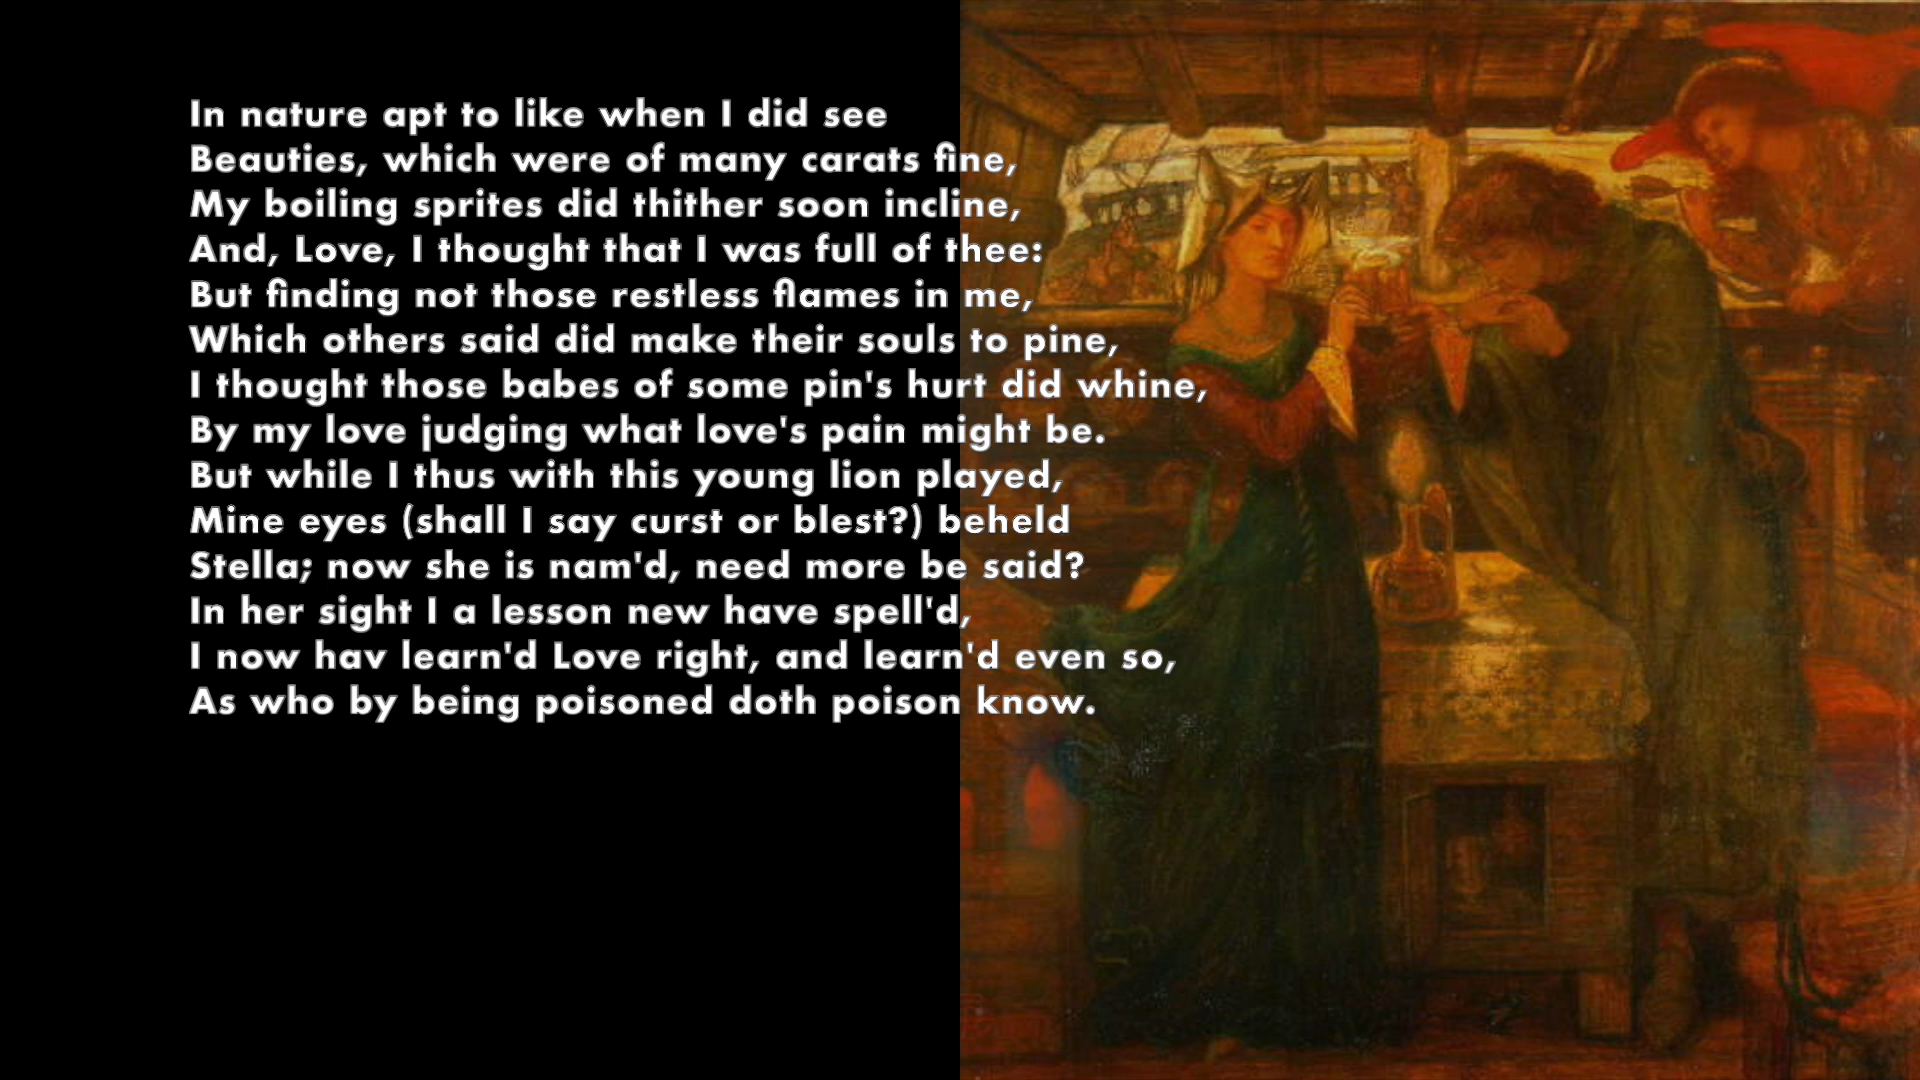 In nature apt to like when I did see
Beauties, which were of many carats fine,
My boiling sprites did thither soon incline,
And, Love, I thought that I was full of thee:
But finding not those restless flames in me,
Which others said did make their souls to pine,
I thought those babes of some pin's hurt did whine,
By my love judging what love's pain might be.
But while I thus with this young lion played,
Mine eyes (shall I say curst or blest?) beheld
Stella; now she is nam'd, need more be said?
In her sight I a lesson new have spell'd,
I now hav learn'd Love right, and learn'd even so,
As who by being poisoned doth poison know.